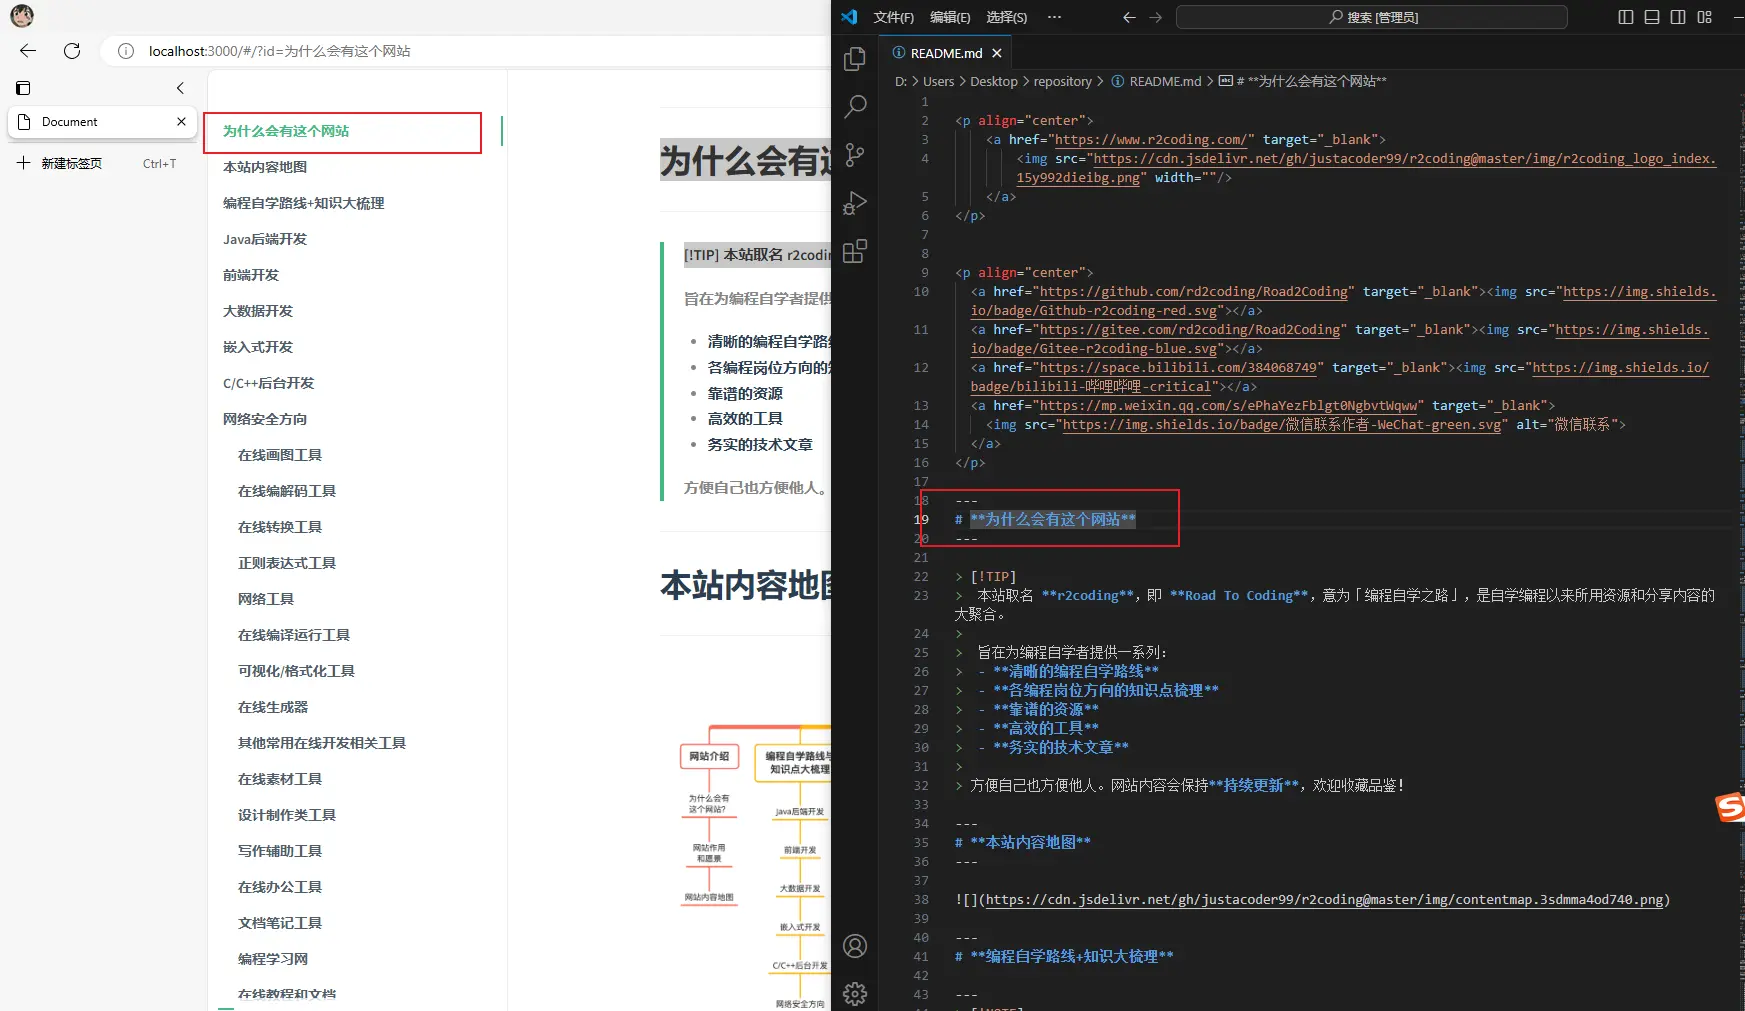 localhost:3000/#/?id=为什么会有这个网站
Document
新建标签页 Ctrl+T
为什么会有这个网站
本站内容地图
编程自学路线+知识大梳理
Java后端开发
前端开发
大数据开发
嵌入式开发
C/C++后台开发
网络安全方向
在线画图工具
在线编解码工具
在线转换工具
正则表达式工具
网络工具
在线编译运行工具
可视化/格式化工具
在线生成器
其他常用在线开发相关工具
在线素材工具
设计制作类工具
写作辅助工具
在线办公工具
文档笔记工具
编程学习网
在线教程和文档
为什么会有这
[!TIP] 本站取名 r2codin
旨在为编程自学者提供
清晰的编程自学路线
各编程岗位方向的知
靠谱的资源
高效的工具
务实的技术文章
方便自己也方便他人。
本站内容地图
网站介绍
为什么会有
这个网站?
网站作用
和愿景
网站内容地图
编程自学路线与
知识点大梳理
java后端开发
前端开发
大数据开发
嵌入式开发
C/C++后台开发
网络安全方向
文件(F) 编辑(E) 选择(S) ··· 搜索 [管理员]
README.md
D: > Users > Desktop > repository > README.md > # **为什么会有这个网站**
1
2 <p align="center">
3 <a href="https://www.r2coding.com/" target="_blank">
4 <img src="https://cdn.jsdelivr.net/gh/justacoder99/r2coding@master/img/r2coding_logo_index.
15y992dieibg.png" width=""/>
5 </a>
6 </p>
7
8
9 <p align="center">
10 <a href="https://github.com/rd2coding/Road2Coding" target="_blank"><img src="https://img.shields.
io/badge/Github-r2coding-red.svg"></a>
11 <a href="https://gitee.com/rd2coding/Road2Coding" target="_blank"><img src="https://img.shields.
io/badge/Gitee-r2coding-blue.svg"></a>
12 <a href="https://space.bilibili.com/384068749" target="_blank"><img src="https://img.shields.io/
badge/bilibili-哔哩哔哩-critical"></a>
13 <a href="https://mp.weixin.qq.com/s/ePhaYezFblgt0NgbvtWqww" target="_blank">
14 <img src="https://img.shields.io/badge/微信联系作者-WeChat-green.svg" alt="微信联系">
15 </a>
16 </p>
17
18 ---
19 # **为什么会有这个网站**
20 ---
21
22 > [!TIP]
23 > 本站取名 **r2coding**，即 **Road To Coding**，意为「编程自学之路」，是自学编程以来所用资源和分享内容的
大聚合。
24 >
25 > 旨在为编程自学者提供一系列：
26 > - **清晰的编程自学路线**
27 > - **各编程岗位方向的知识点梳理**
28 > - **靠谱的资源**
29 > - **高效的工具**
30 > - **务实的技术文章**
31 >
32 > 方便自己也方便他人。网站内容会保持**持续更新**，欢迎收藏品鉴！
33
34 ---
35 # **本站内容地图**
36 ---
37
38 ![](https://cdn.jsdelivr.net/gh/justacoder99/r2coding@master/img/contentmap.3sdmma4od740.png)
39
40 ---
41 # **编程自学路线+知识大梳理**
42
43 ---
> [!NOTE]